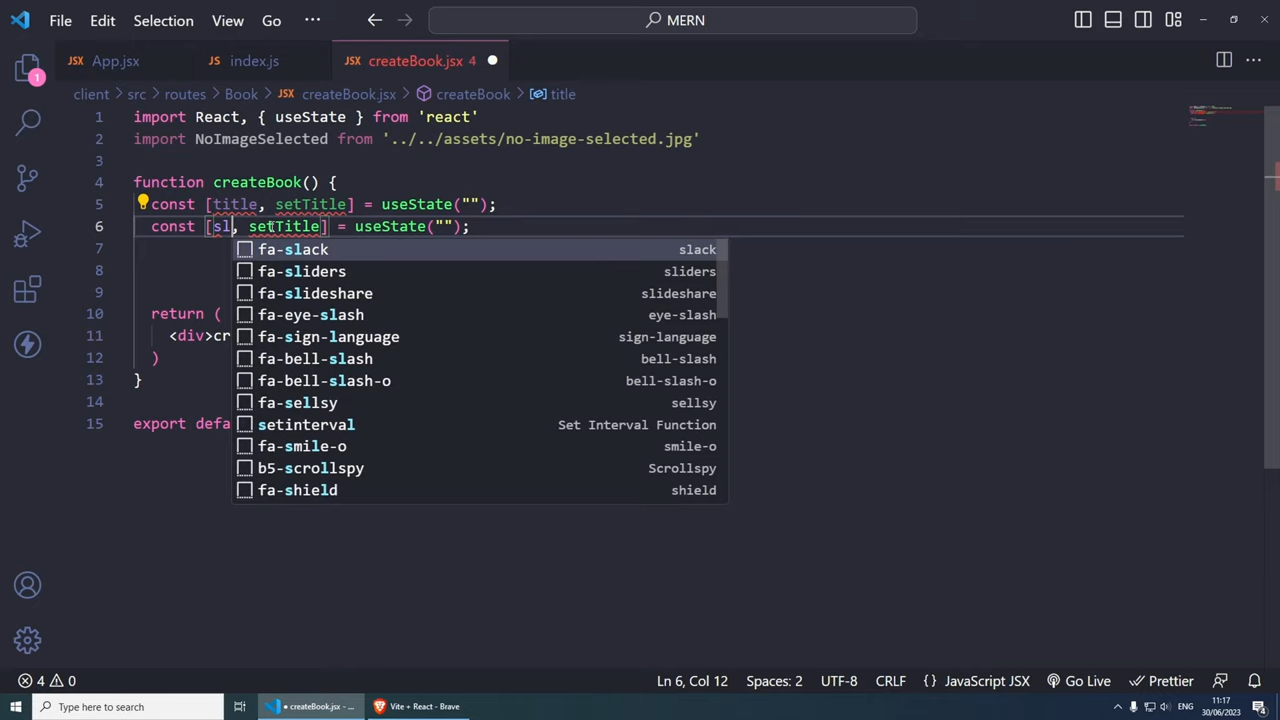 File Edit Selection View Go ··· MERN
App.jsx index.js createBook.jsx 4
client > src > routes > Book > createBook.jsx > createBook > title
1 import React, { useState } from 'react'
2 import NoImageSelected from '../../assets/no-image-selected.jpg'
3
4 function createBook() {
5 const [title, setTitle] = useState("");
6 const [sl, setTitle] = useState("");
7 fa-slack slack
8 fa-sliders sliders
9 fa-slideshare slideshare
10 return ( fa-eye-slash eye-slash
11 <div>cr fa-sign-language sign-language
12 ) fa-bell-slash bell-slash
13 } fa-bell-slash-o bell-slash-o
14 fa-sellsy sellsy
15 export defa setinterval Set Interval Function
fa-smile-o smile-o
b5-scrollspy Scrollspy
fa-shield shield
1
4 0 Ln 6, Col 12 Spaces: 2 UTF-8 CRLF {} JavaScript JSX Go Live Prettier
Type here to search createBook.jsx - ... Vite + React - Brave ENG 11:17
30/06/2023 4